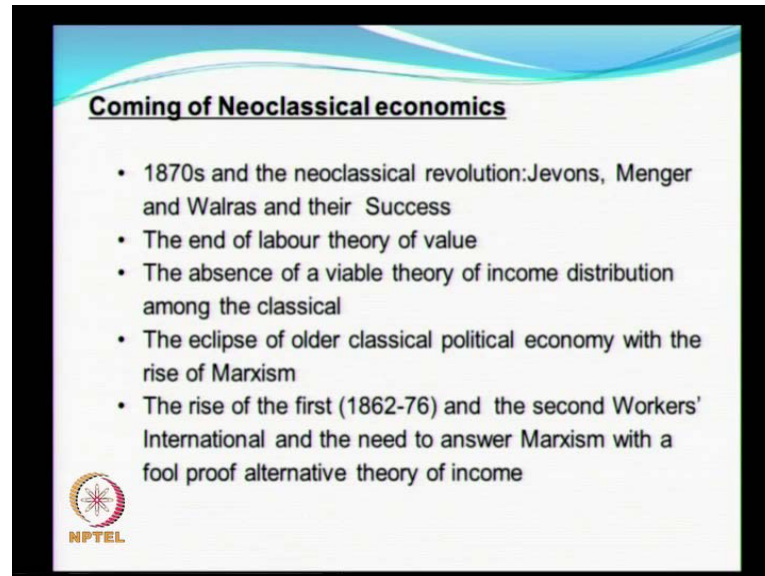 Coming of Neoclassical economics
• 1870s and the neoclassical revolution:Jevons, Menger
and Walras and their Success
• The end of labour theory of value
• The absence of a viable theory of income distribution
among the classical
• The eclipse of older classical political economy with the
rise of Marxism
• The rise of the first (1862-76) and the second Workers'
International and the need to answer Marxism with a
fool proof alternative theory of income
NPTEL